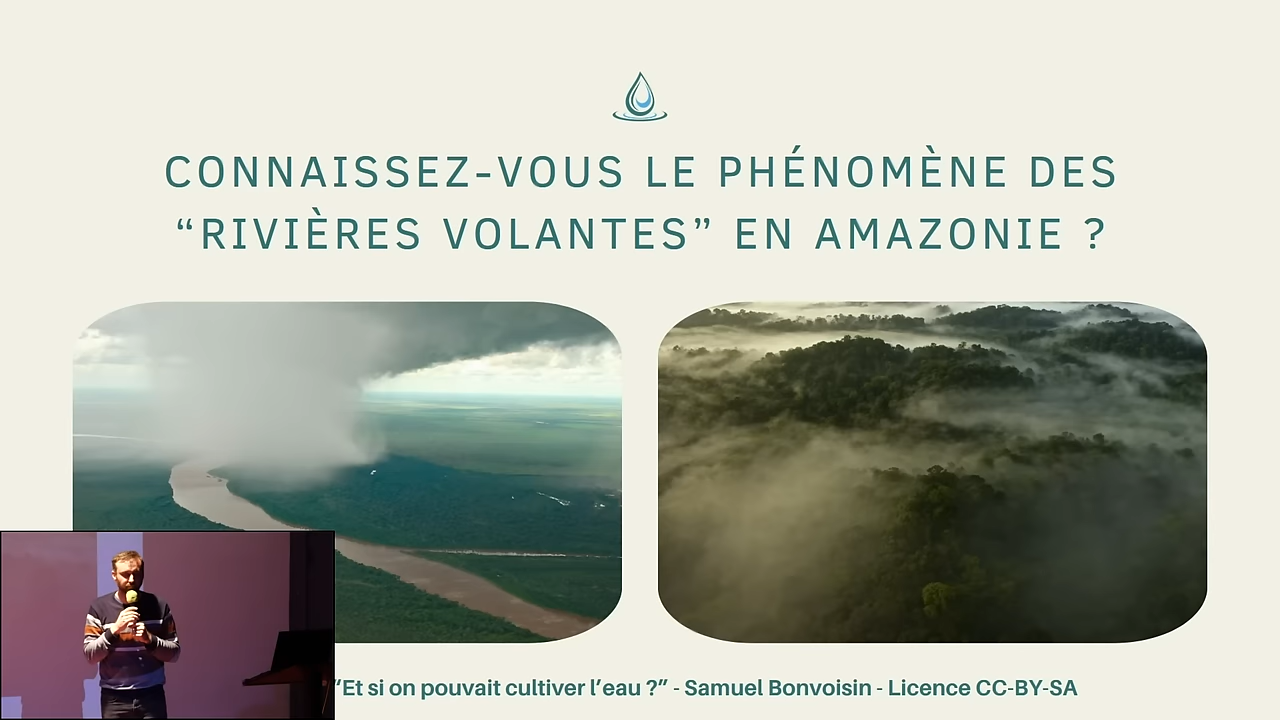 CONNAISSEZ-VOUS LE PHÉNOMÈNE DES
“RIVIÈRES VOLANTES” EN AMAZONIE ?
“Et si on pouvait cultiver l’eau ?” - Samuel Bonvoisin - Licence CC-BY-SA